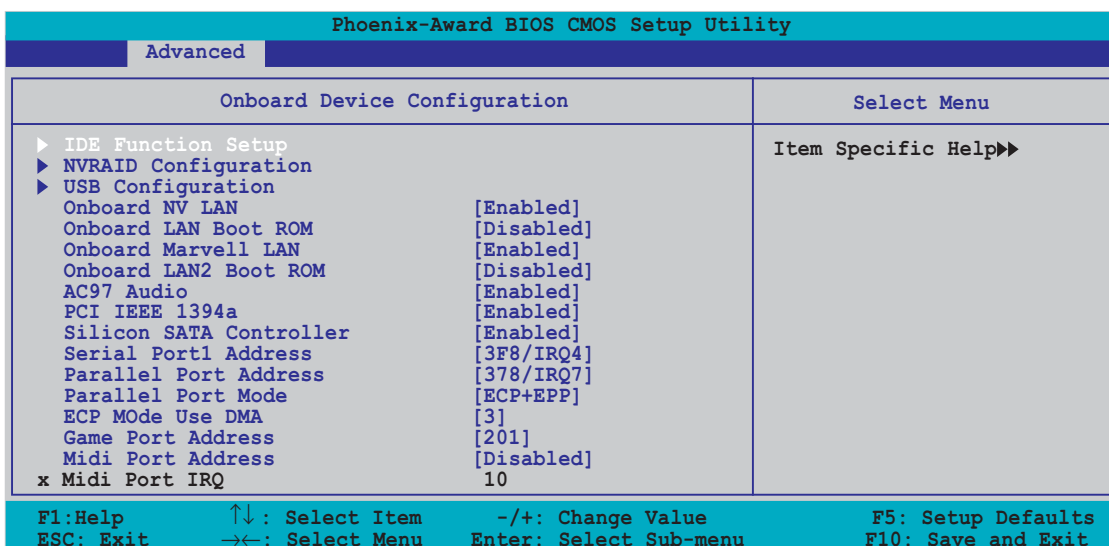 Phoenix-Award BIOS CMOS Setup Utility
Advanced
Onboard Device Configuration
Select Menu
IDE Function Setup
NVRAID Configuration
USB Configuration
Onboard NV LAN [Enabled]
Onboard LAN Boot ROM [Disabled]
Onboard Marvell LAN [Enabled]
Onboard LAN2 Boot ROM [Disabled]
AC97 Audio [Enabled]
PCI IEEE 1394a [Enabled]
Silicon SATA Controller [Enabled]
Serial Port1 Address [3F8/IRQ4]
Parallel Port Address [378/IRQ7]
Parallel Port Mode [ECP+EPP]
ECP MOde Use DMA [3]
Game Port Address [201]
Midi Port Address [Disabled]
x Midi Port IRQ 10
Item Specific Help
F1:Help ↑↓: Select Item -/+: Change Value F5: Setup Defaults
ESC: Exit →←: Select Menu Enter: Select Sub-menu F10: Save and Exit